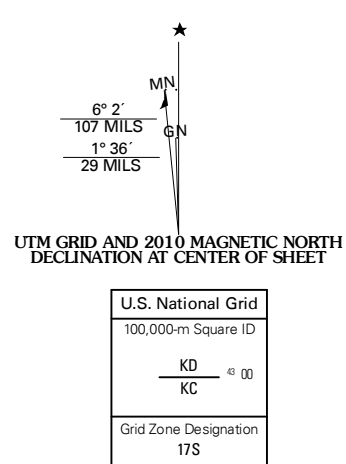 ★
MN
6° 2´
107 MILS
GN
1° 36´
29 MILS
UTM GRID AND 2010 MAGNETIC NORTH
DECLINATION AT CENTER OF SHEET
U.S. National Grid
100,000-m Square ID
KD
43 00
KC
Grid Zone Designation
17S